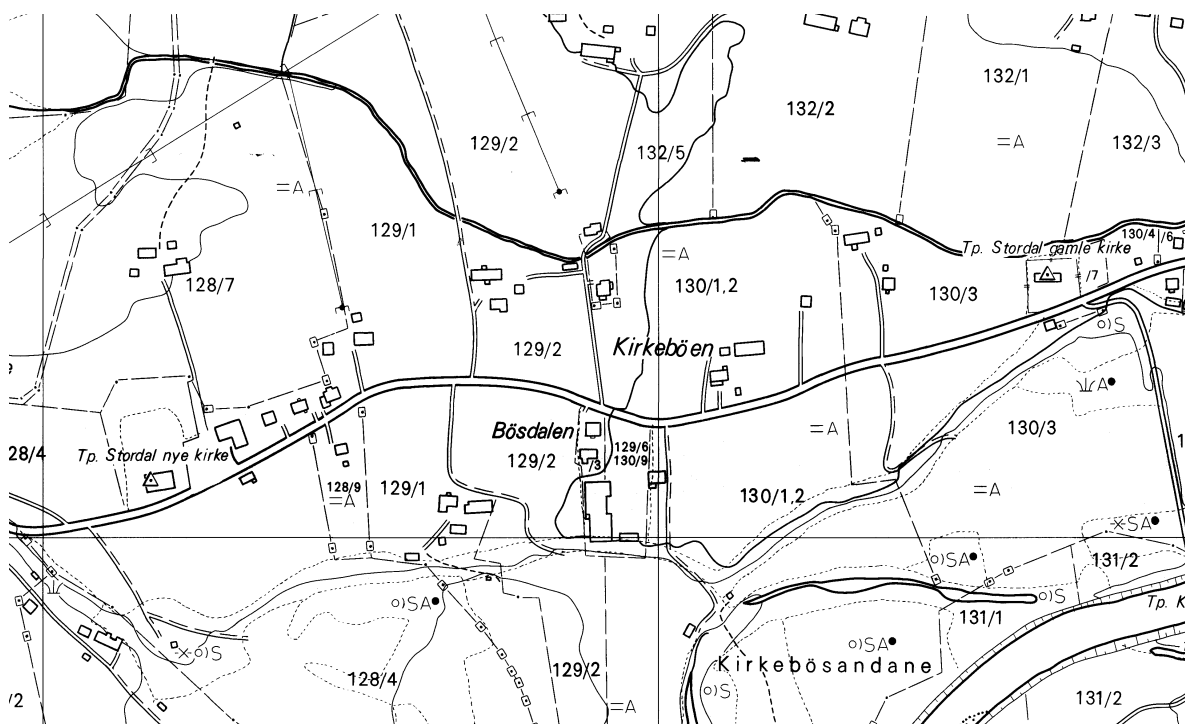 132/1
132/2
129/2
132/5
=A
132/3
=A
129/1
130/4
/6
Tp. Stordal gamle kirke
=A
128/7
130/1,2
130/3
/7
129/2
Kirkeböen
S
A
Bösdalen
=A
130/3
28/4
Tp. Stordal nye kirke
129/2
/3
129/6
130/9
128/9
129/1
=A
130/1,2
=A
SA
SA
131/2
SA
S
131/1
Tp. K
SA
S
Kirkebösandane
128/4
129/2
S
/2
=A
131/2